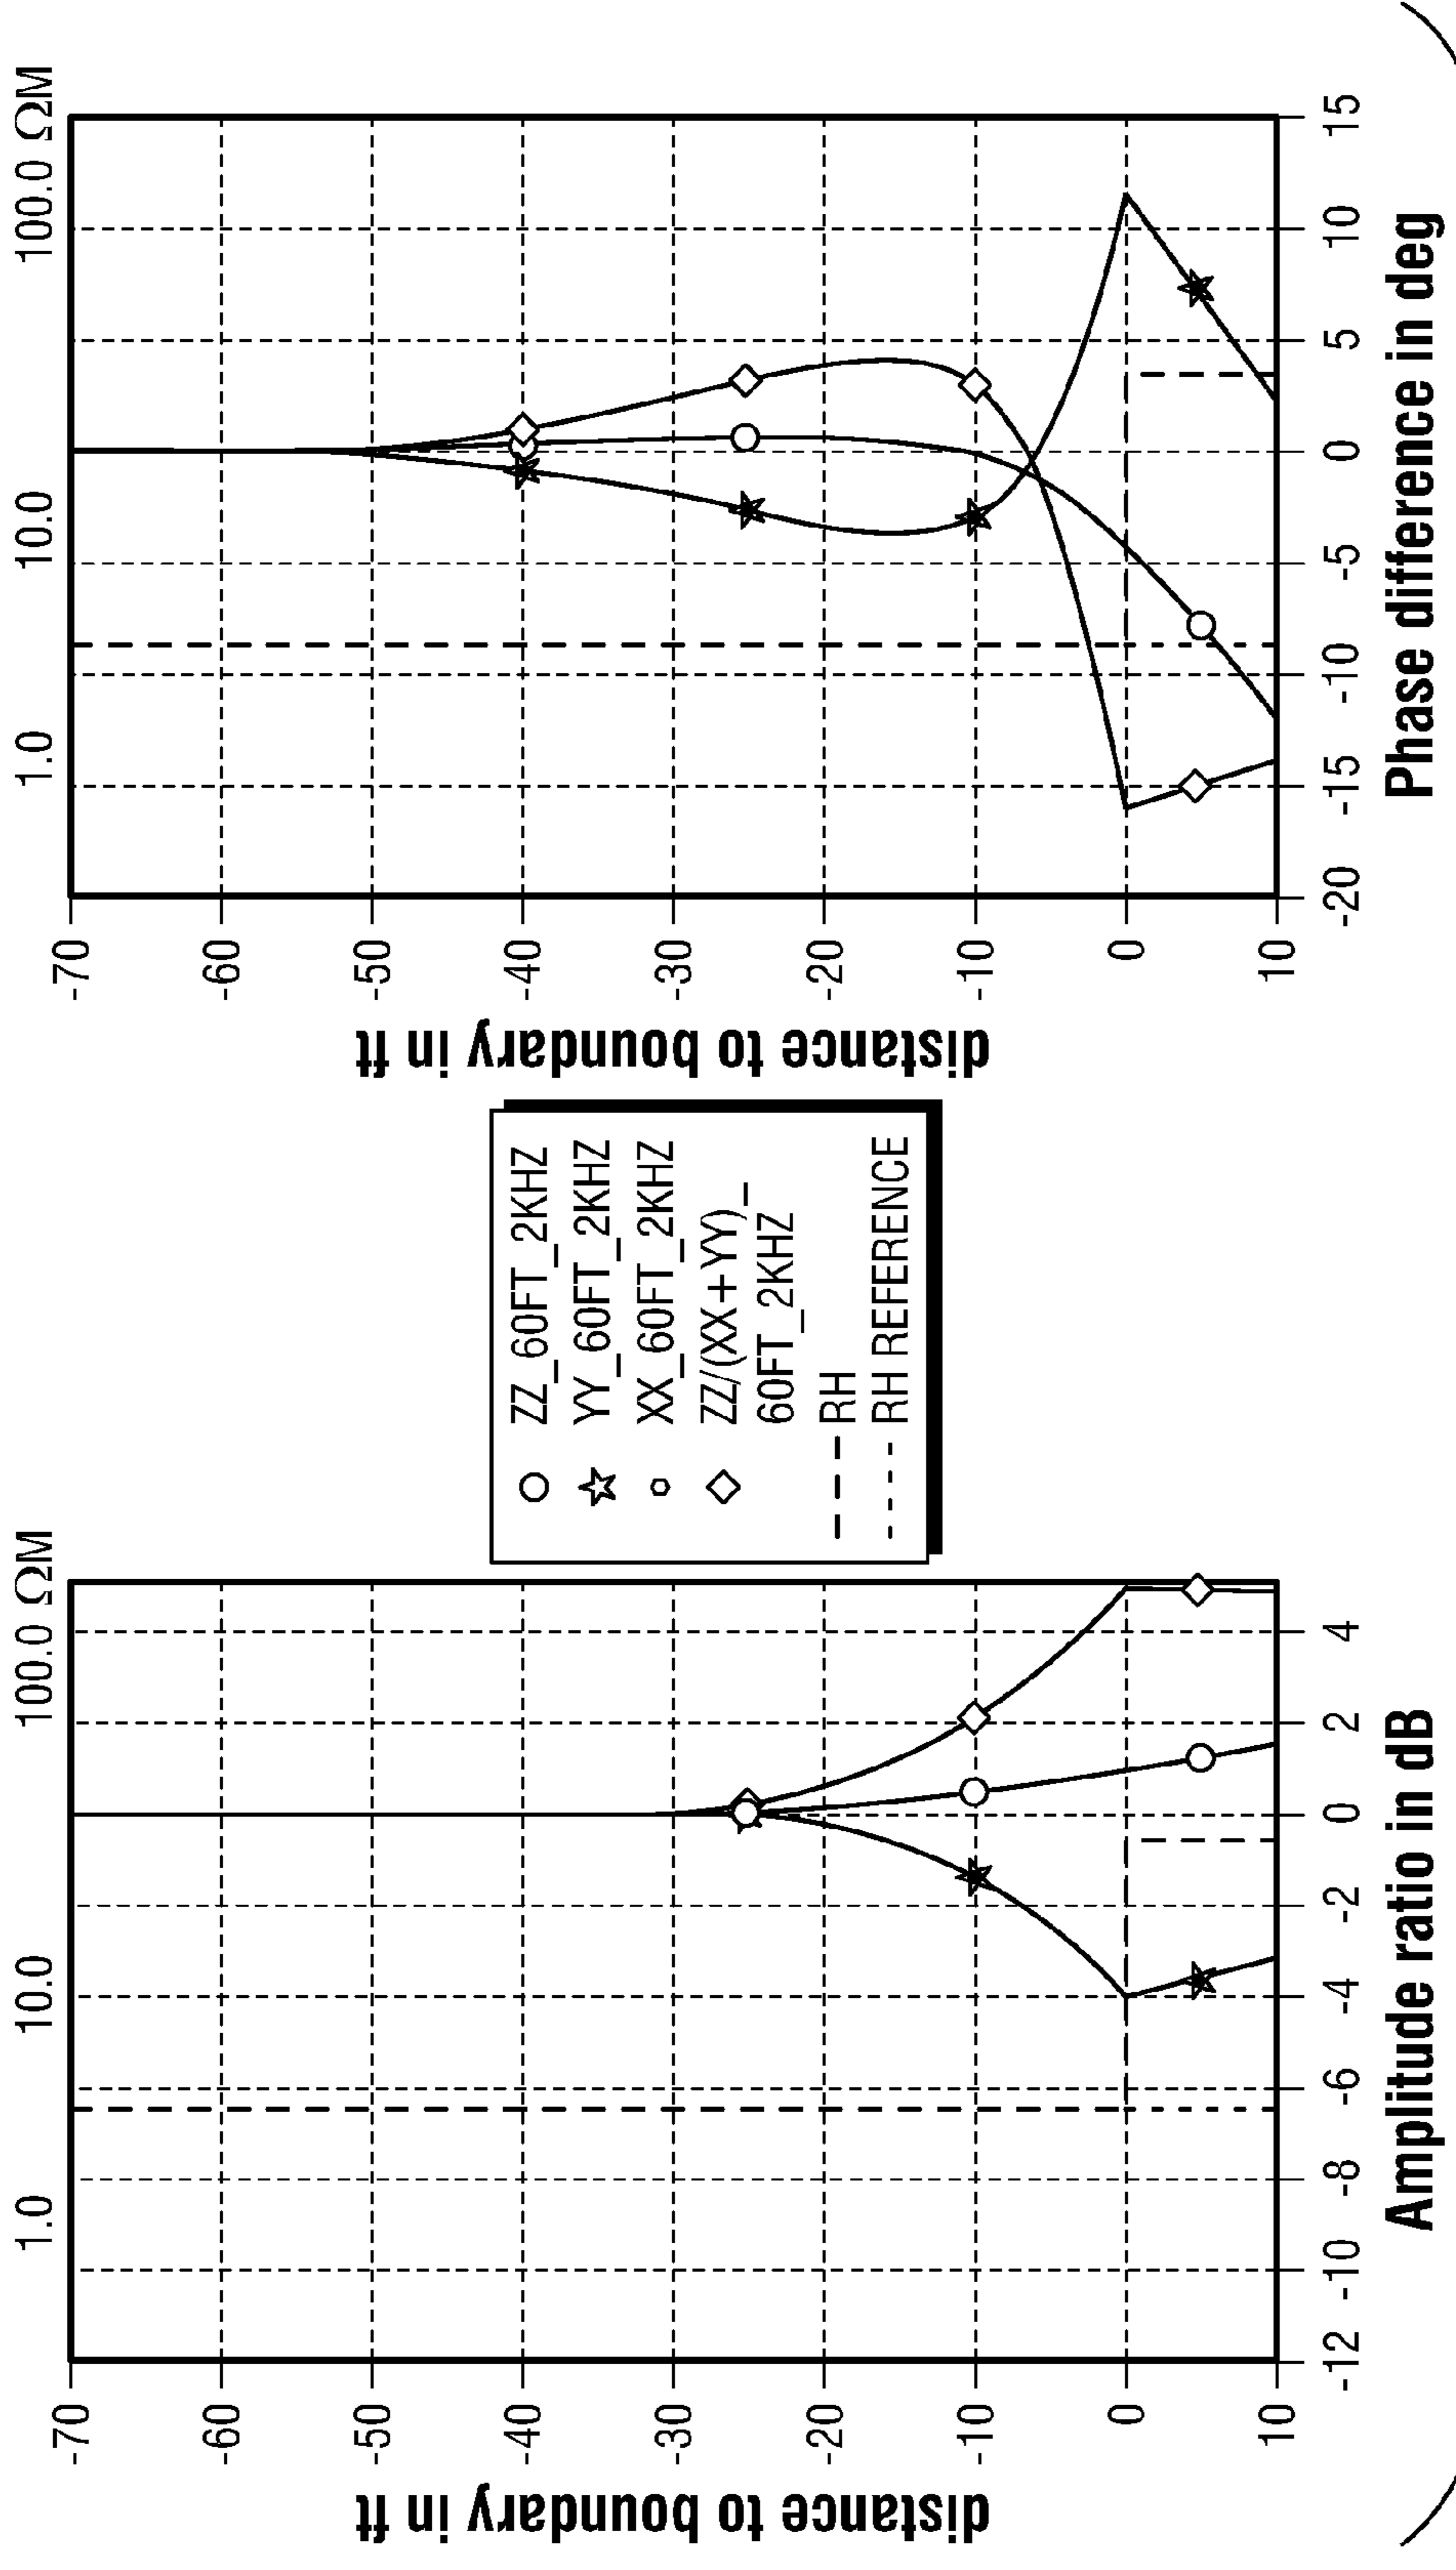 1.0 10.0 100.0 ΩM
-70
-60
-50
-40
-30
-20
-10
0
10
distance to boundary in ft
-12 -10 -8 -6 -4 -2 0 2 4
Amplitude ratio in dB
ZZ_60FT_2KHZ
YY_60FT_2KHZ
XX_60FT_2KHZ
ZZ/(XX+YY)_
60FT_2KHZ
RH
RH REFERENCE
1.0 10.0 100.0 ΩM
-70
-60
-50
-40
-30
-20
-10
0
10
distance to boundary in ft
-20 -15 -10 -5 0 5 10 15
Phase difference in deg